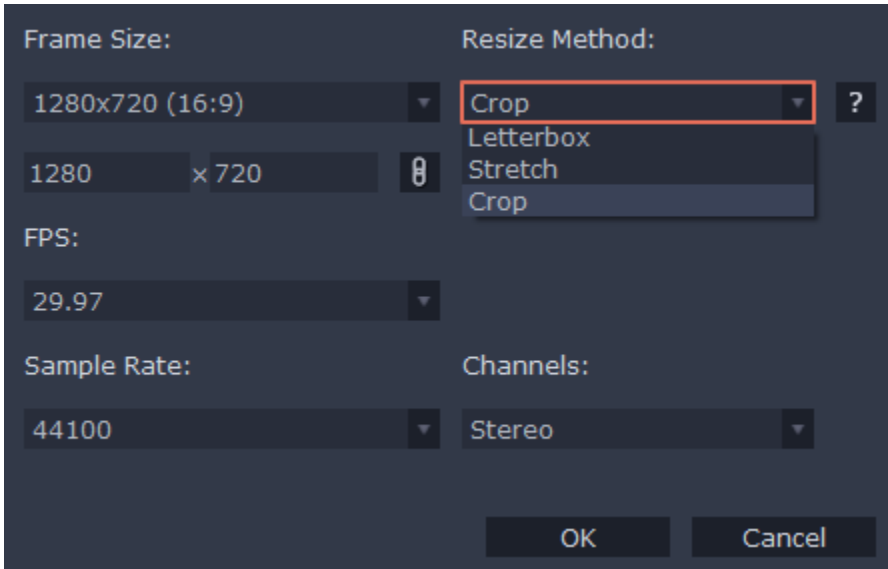 Frame Size:
Resize Method:
1280x720 (16:9)
Crop
?
Letterbox
Stretch
Crop
1280 x 720
FPS:
29.97
Sample Rate:
Channels:
44100
Stereo
OK
Cancel